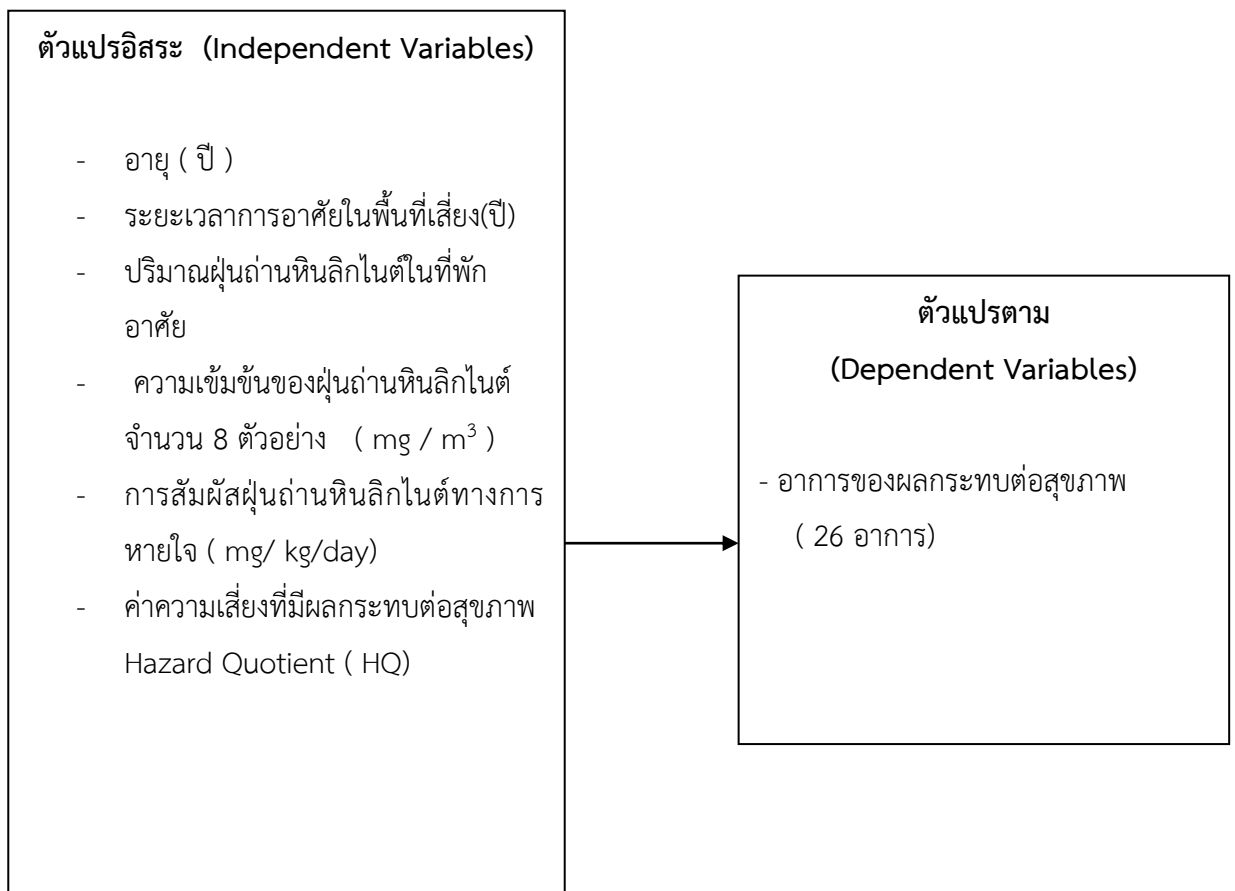 ตัวแปรอิสระ (Independent Variables)
- อายุ ( ปี )
- ระยะเวลาการอาศัยในพื้นที่เสี่ยง(ปี)
- ปริมาณฝุ่นถ่านหินลิกไนต์ในที่พัก
อาศัย
- ความเข้มข้นของฝุ่นถ่านหินลิกไนต์
จำนวน 8 ตัวอย่าง ( mg / m³ )
- การสัมผัสฝุ่นถ่านหินลิกไนต์ทางการ
หายใจ ( mg/ kg/day)
- ค่าความเสี่ยงที่มีผลกระทบต่อสุขภาพ
Hazard Quotient ( HQ)
ตัวแปรตาม
(Dependent Variables)
- อาการของผลกระทบต่อสุขภาพ
( 26 อาการ)